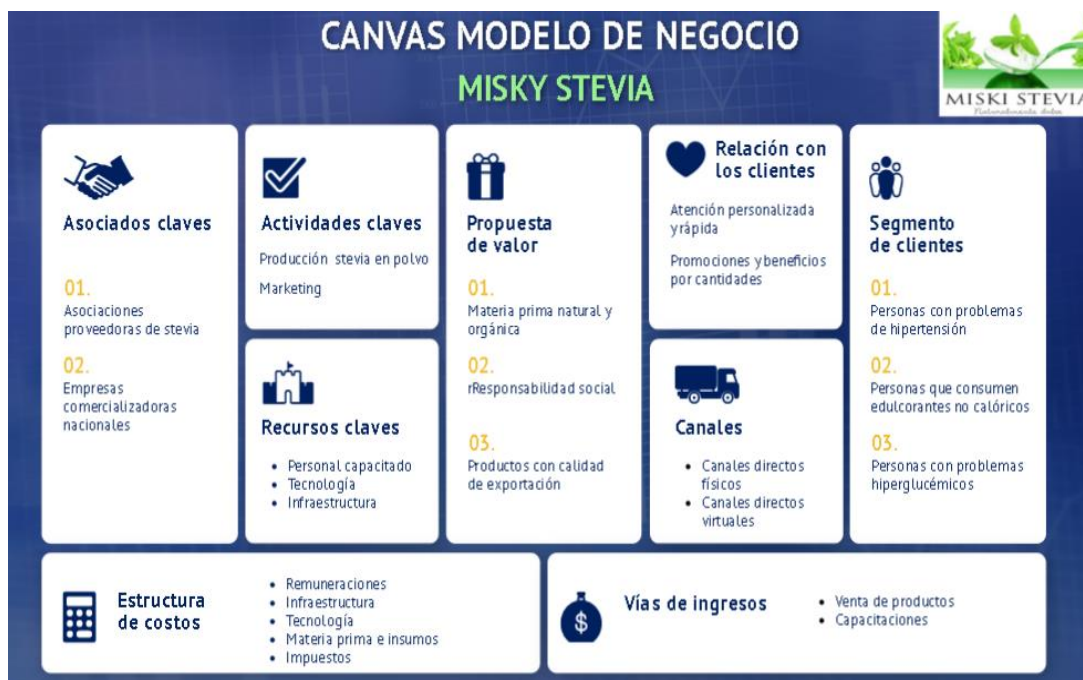 CANVAS MODELO DE NEGOCIO
MISKY STEVIA
MISKI STEVIA
Naturalmente dulce
Asociados claves
01.
Asociaciones
proveedoras de stevia
02.
Empresas
comercializadoras
nacionales
Actividades claves
Producción stevia en polvo
Marketing
Recursos claves
• Personal capacitado
• Tecnología
• Infraestructura
Propuesta
de valor
01.
Materia prima natural y
orgánica
02.
rResponsabilidad social
03.
Productos con calidad
de exportación
Relación con
los clientes
Atención personalizada
y rápida
Promociones y beneficios
por cantidades
Canales
• Canales directos
físicos
• Canales directos
virtuales
Segmento
de clientes
01.
Personas con problemas
de hipertensión
02.
Personas que consumen
edulcorantes no calóricos
03.
Personas con problemas
hiperglucémicos
Estructura
de costos
• Remuneraciones
• Infraestructura
• Tecnología
• Materia prima e insumos
• Impuestos
$
Vías de ingresos
• Venta de productos
• Capacitaciones